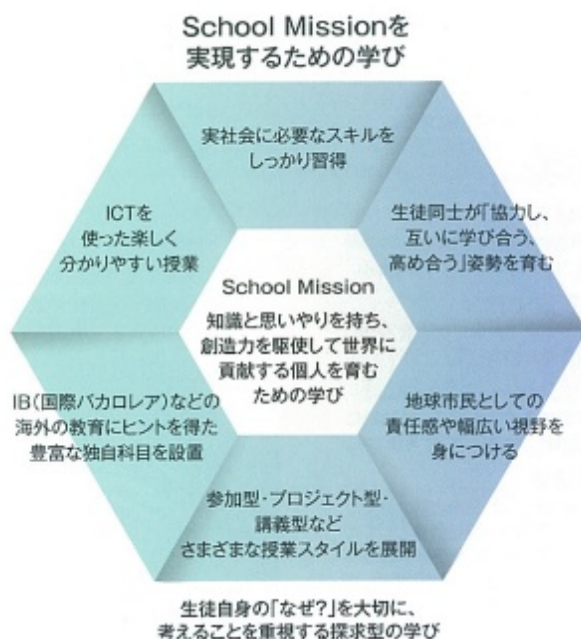 School Missionを
実現するための学び
実社会に必要なスキルを
しっかり習得
ICTを
使った楽しく
分かりやすい授業
生徒同士が「協力し、
互いに学び合う、
高め合う」姿勢を育む
School Mission
知識と思いやりを持ち、
創造力を駆使して世界に
貢献する個人を育む
ための学び
IB(国際バカロレア)などの
海外の教育にヒントを得た
豊富な独自科目を設置
地球市民としての
責任感や幅広い視野を
身につける
参加型・プロジェクト型・
講義型など
さまざまな授業スタイルを展開
生徒自身の「なぜ?」を大切に、
考えることを重視する探求型の学び